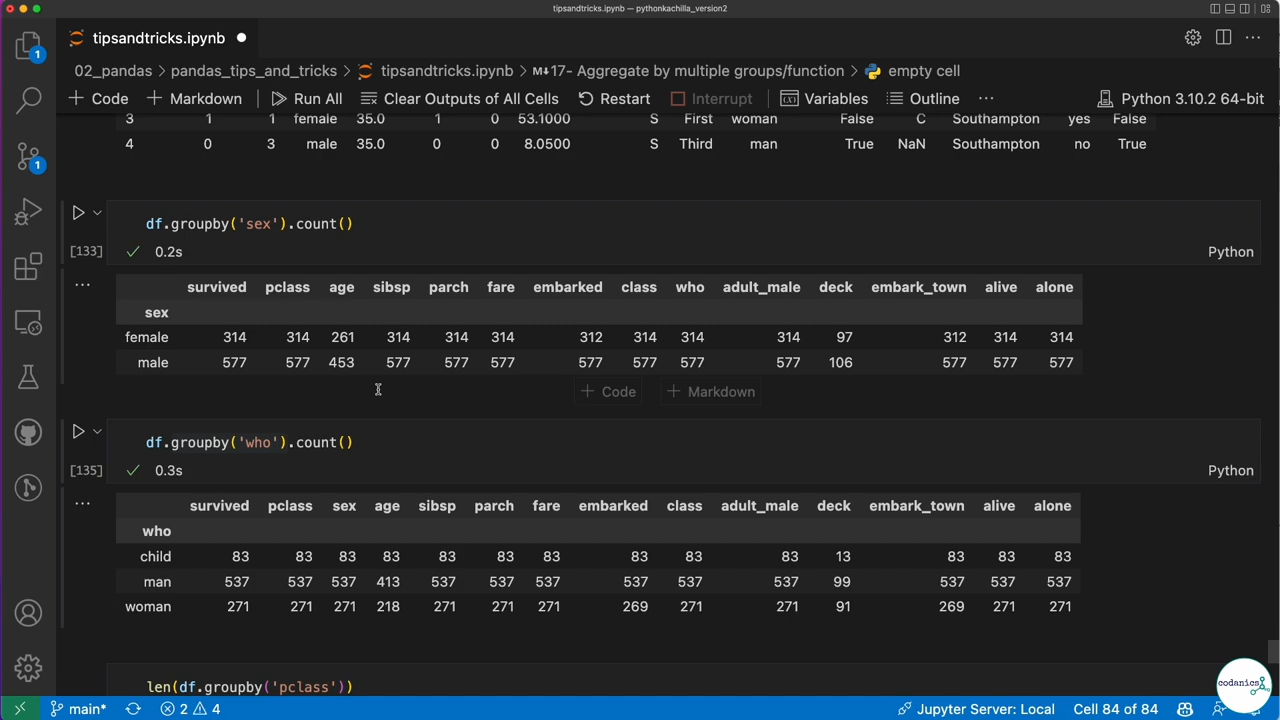 tipsandtricks.ipynb — pythonkachilla_version2
tipsandtricks.ipynb
1
02_pandas > pandas_tips_and_tricks > tipsandtricks.ipynb > M↓17- Aggregate by multiple groups/function > empty cell
+ Code + Markdown Run All Clear Outputs of All Cells Restart Interrupt (x) Variables Outline ... Python 3.10.2 64-bit
3 1 1 female 35.0 1 0 53.1000 S First woman False C Southampton yes False
4 0 3 male 35.0 0 0 8.0500 S Third man True NaN Southampton no True
1
df.groupby('sex').count()
[133] ✓ 0.2s Python
... survived pclass age sibsp parch fare embarked class who adult_male deck embark_town alive alone
sex
female 314 314 261 314 314 314 312 314 314 314 97 312 314 314
male 577 577 453 577 577 577 577 577 577 577 106 577 577 577
+ Code + Markdown
df.groupby('who').count()
[135] ✓ 0.3s Python
... survived pclass sex age sibsp parch fare embarked class adult_male deck embark_town alive alone
who
child 83 83 83 83 83 83 83 83 83 83 13 83 83 83
man 537 537 537 413 537 537 537 537 537 537 99 537 537 537
woman 271 271 271 218 271 271 271 269 271 271 91 269 271 271
len(df.groupby('pclass'))
codanics
main* 2 4 Jupyter Server: Local Cell 84 of 84